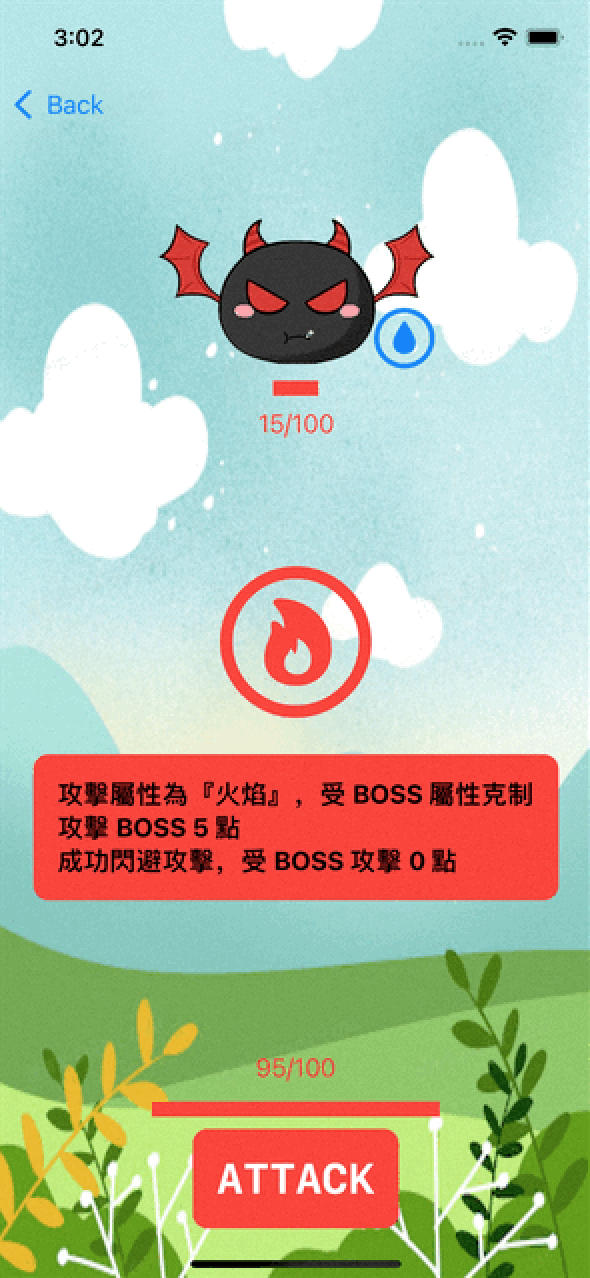 3:02
Back
15/100
攻擊屬性為『火焰』，受 BOSS 屬性克制
攻擊 BOSS 5 點
成功閃避攻擊，受 BOSS 攻擊 0 點
95/100
ATTACK